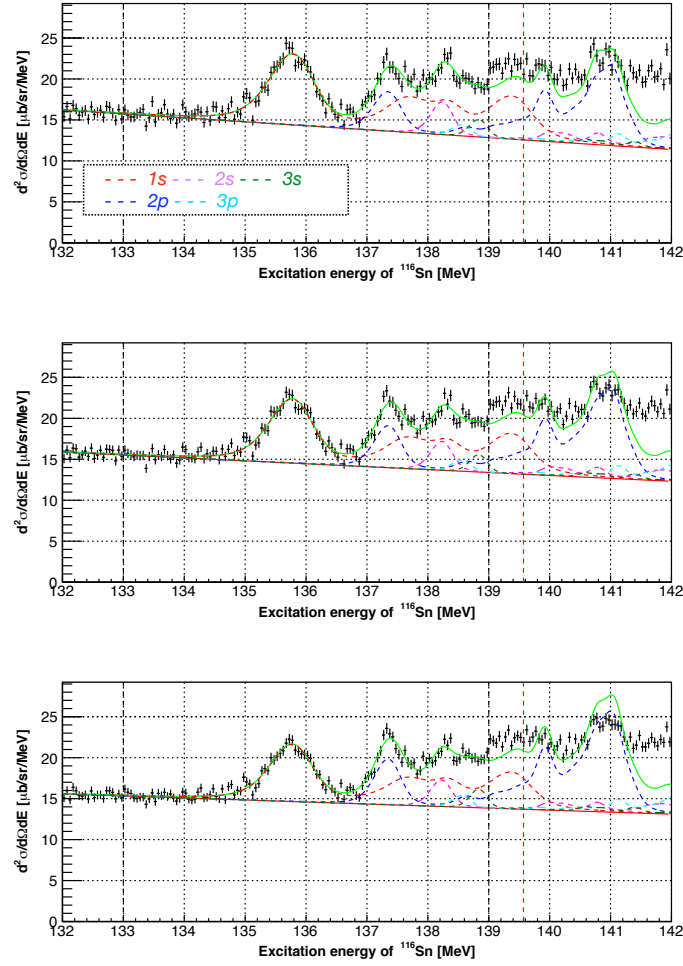 d²σ/dΩdE [μb/sr/MeV]
25
20
15
10
5
0
1s 2s 3s
2p 3p
132 133 134 135 136 137 138 139 140 141 142
Excitation energy of ¹¹⁶Sn [MeV]
d²σ/dΩdE [μb/sr/MeV]
25
20
15
10
5
0
132 133 134 135 136 137 138 139 140 141 142
Excitation energy of ¹¹⁶Sn [MeV]
d²σ/dΩdE [μb/sr/MeV]
25
20
15
10
5
0
132 133 134 135 136 137 138 139 140 141 142
Excitation energy of ¹¹⁶Sn [MeV]